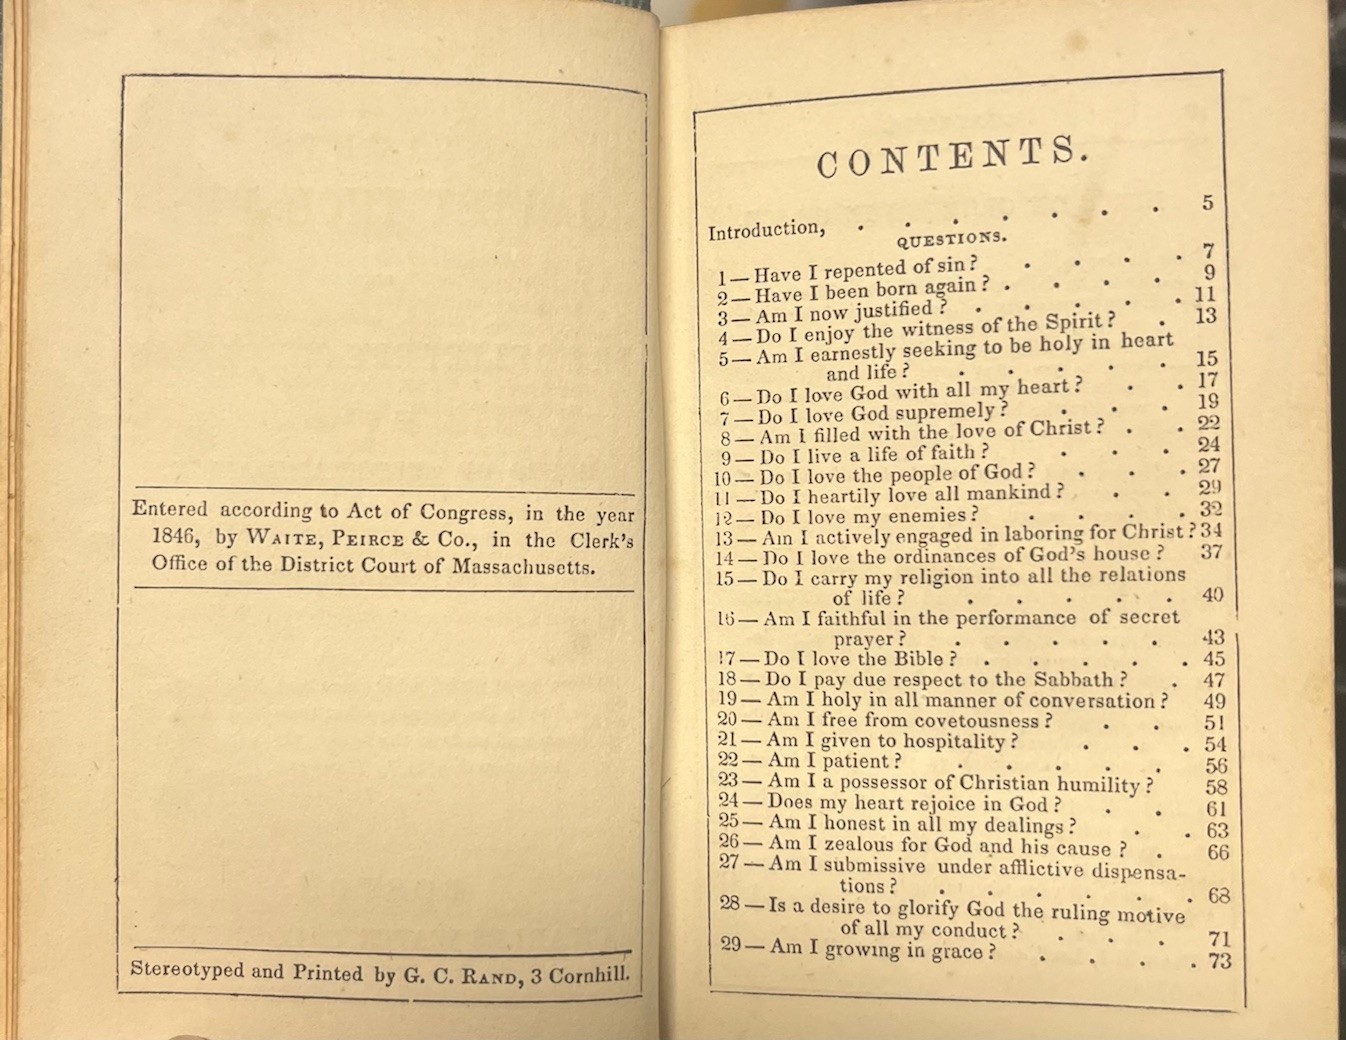 Entered according to Act of Congress, in the year
1846, by WAITE, PEIRCE & Co., in the Clerk's
Office of the District Court of Massachusetts.
Stereotyped and Printed by G. C. RAND, 3 Cornhill.
CONTENTS.
Introduction, . . . . . . . 5
QUESTIONS.
1—Have I repented of sin? . . . . 7
2—Have I been born again? . . . . 9
3—Am I now justified? . . . . . 11
4—Do I enjoy the witness of the Spirit? . 13
5—Am I earnestly seeking to be holy in heart
and life? . . . . . 15
6—Do I love God with all my heart? . . 17
7—Do I love God supremely? . . . 19
8—Am I filled with the love of Christ? . . 22
9—Do I live a life of faith? . . . 24
10—Do I love the people of God? . . . 27
11—Do I heartily love all mankind? . . 29
12—Do I love my enemies? . . . . 32
13—Am I actively engaged in laboring for Christ? 34
14—Do I love the ordinances of God's house? 37
15—Do I carry my religion into all the relations
of life? . . . . . 40
16—Am I faithful in the performance of secret
prayer? . . . . . 43
17—Do I love the Bible? . . . . . 45
18—Do I pay due respect to the Sabbath? . 47
19—Am I holy in all manner of conversation? 49
20—Am I free from covetousness? . . 51
21—Am I given to hospitality? . . . 54
22—Am I patient? . . . . . 56
23—Am I a possessor of Christian humility? 58
24—Does my heart rejoice in God? . . 61
25—Am I honest in all my dealings? . . 63
26—Am I zealous for God and his cause? . 66
27—Am I submissive under afflictive dispensa-
tions? . . . . . . 68
28—Is a desire to glorify God the ruling motive
of all my conduct? . . . 71
29—Am I growing in grace? . . . . 73